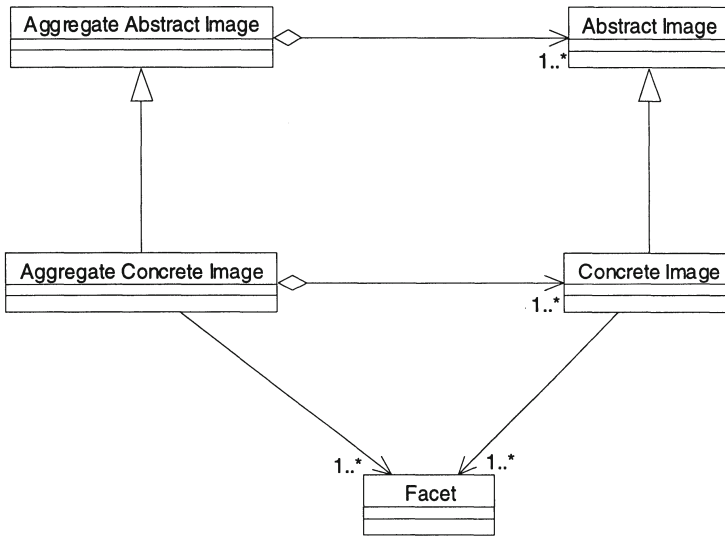 Aggregate Abstract Image
Abstract Image
1..*
Aggregate Concrete Image
Concrete Image
1..*
1..*
1..*
Facet